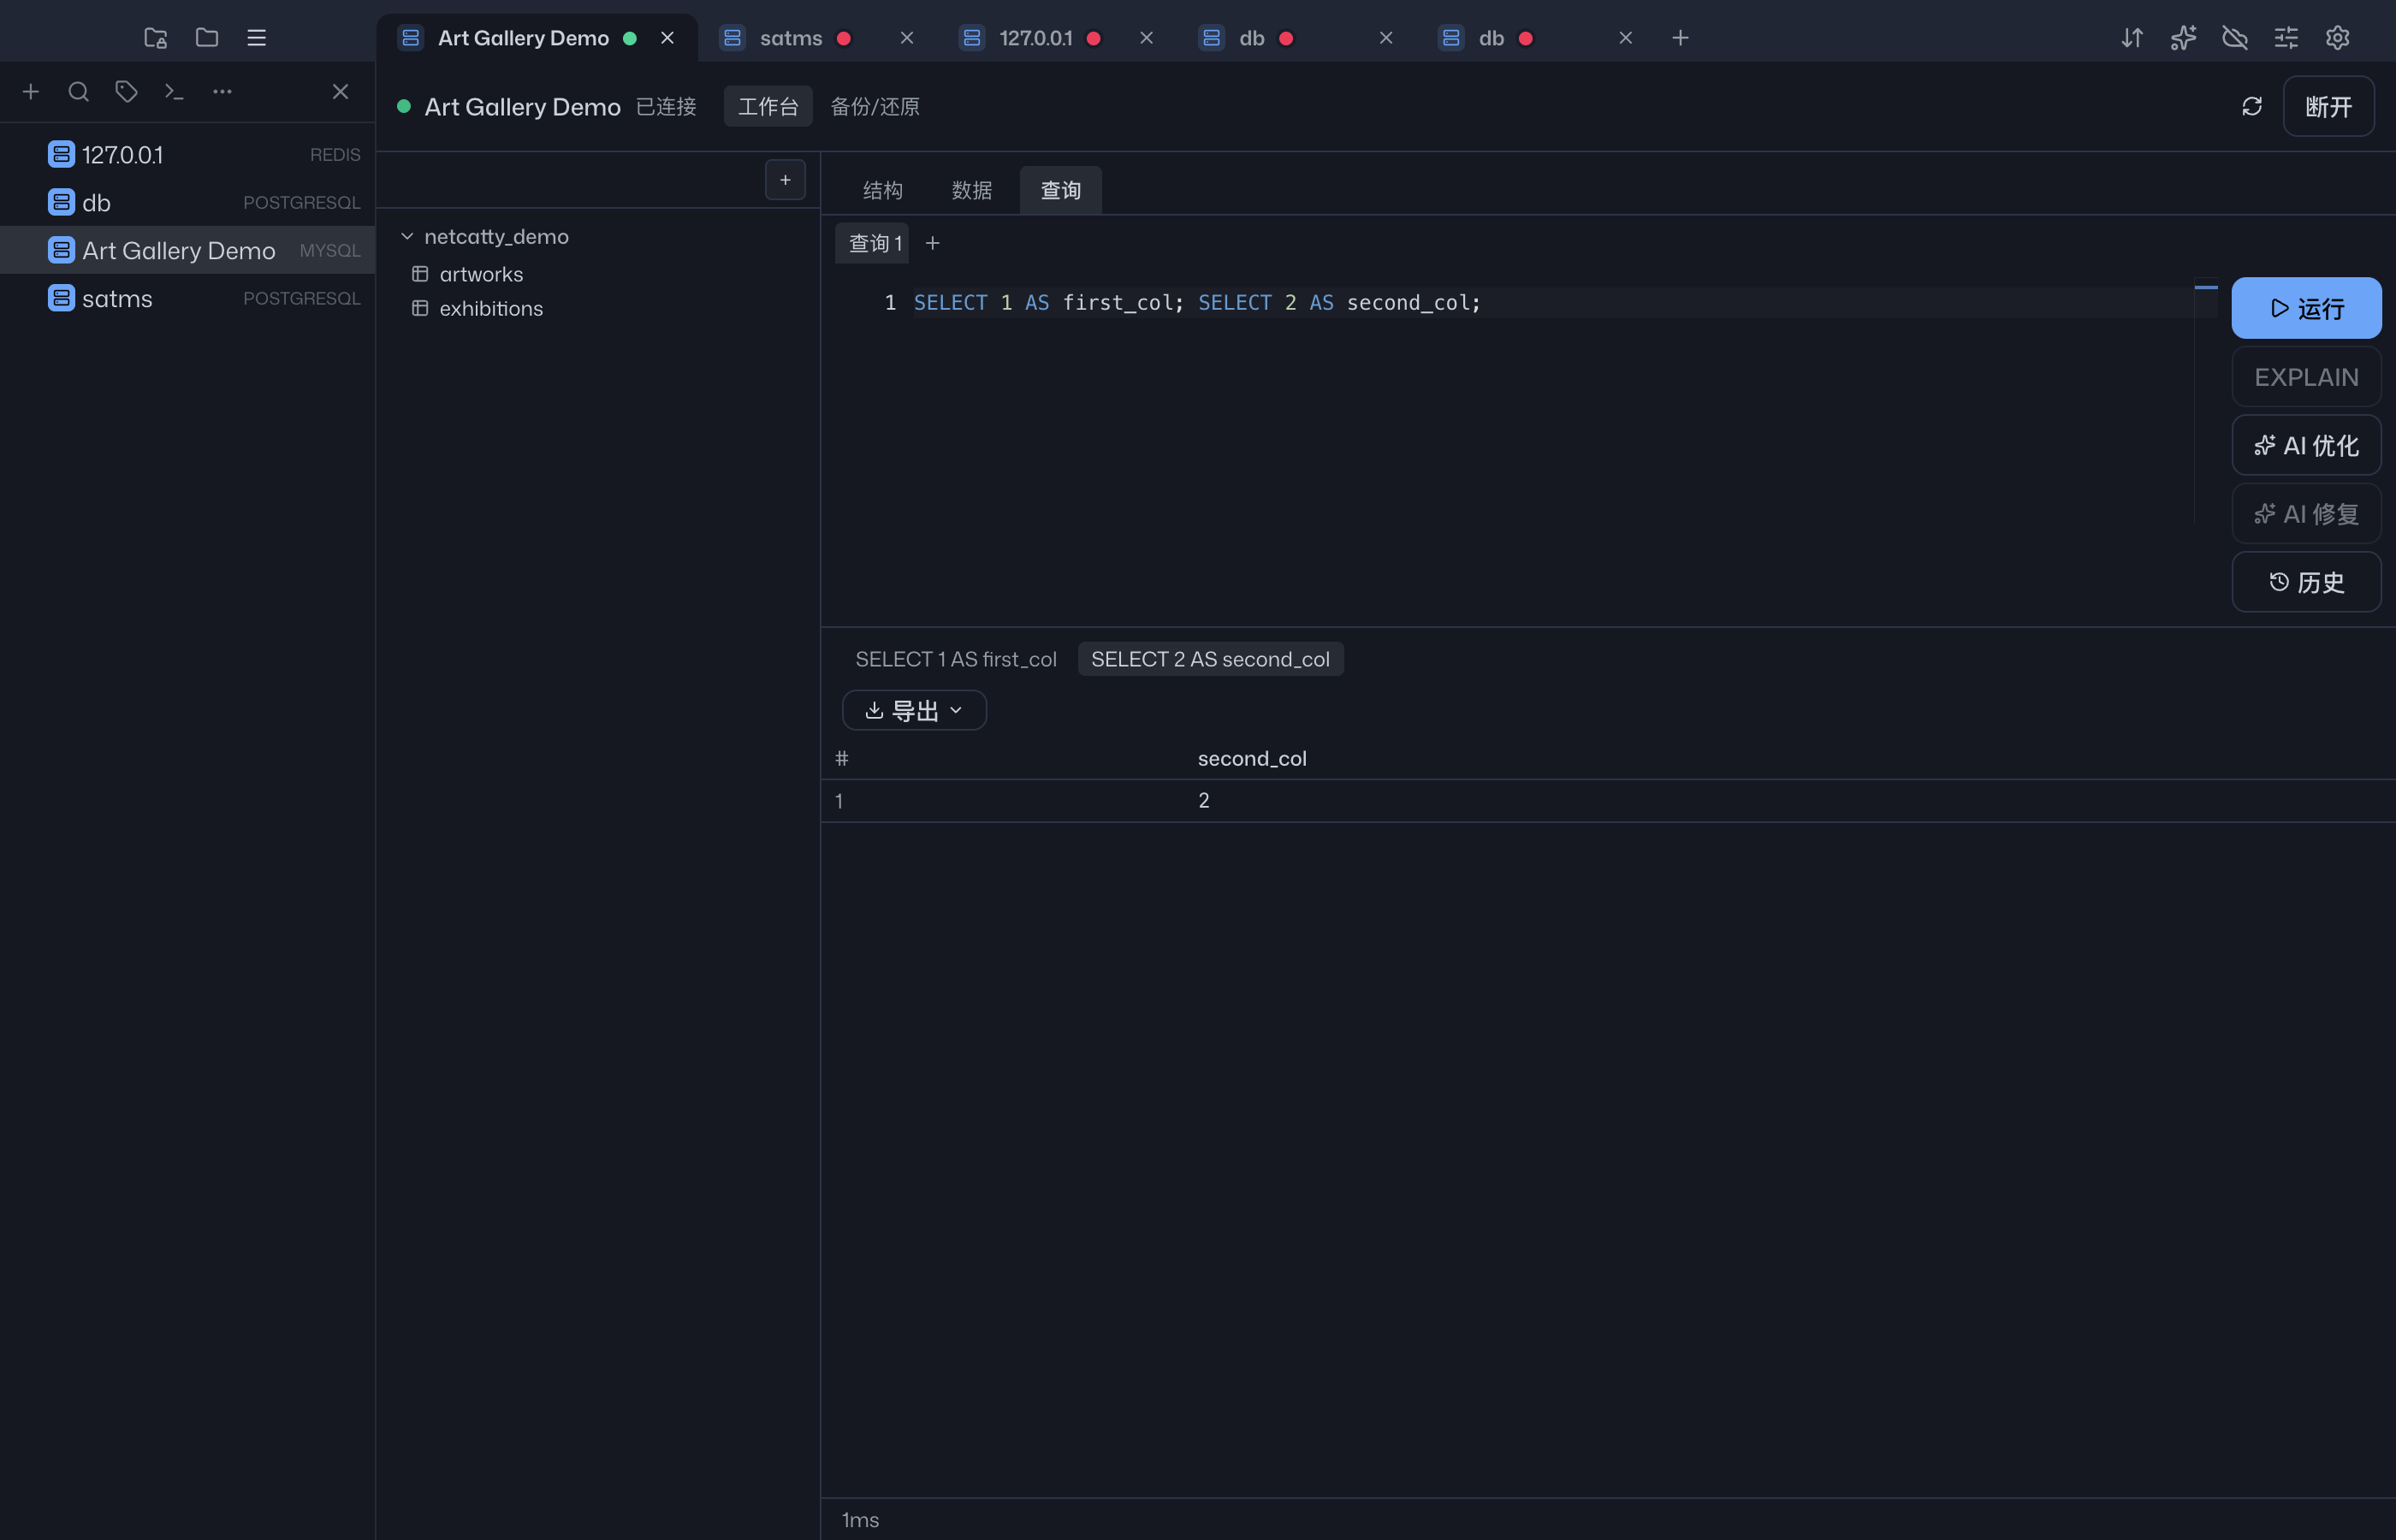 Art Gallery Demo
satms
127.0.0.1
db
db
127.0.0.1 REDIS
db POSTGRESQL
Art Gallery Demo MYSQL
satms POSTGRESQL
Art Gallery Demo 已连接 工作台 备份/还原
断开
netcatty_demo
artworks
exhibitions
结构 数据 查询
查询 1
1 SELECT 1 AS first_col; SELECT 2 AS second_col;
运行
EXPLAIN
AI 优化
AI 修复
历史
SELECT 1 AS first_col SELECT 2 AS second_col
导出
# second_col
1 2
1ms